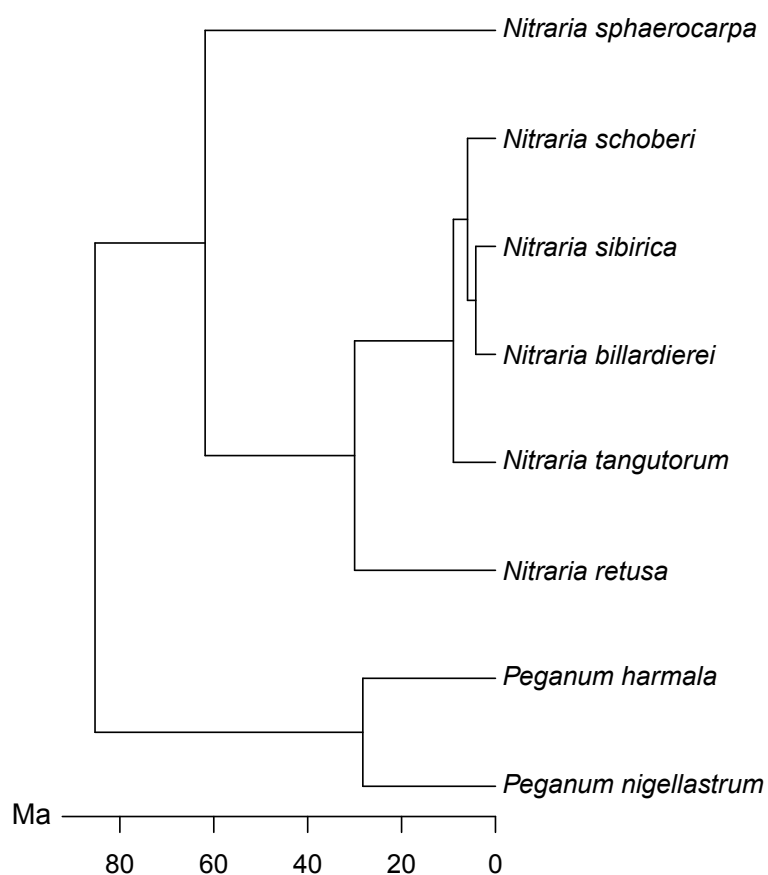 Nitraria sphaerocarpa
Nitraria schoberi
Nitraria sibirica
Nitraria billardierei
Nitraria tangutorum
Nitraria retusa
Peganum harmala
Peganum nigellastrum
Ma
80 60 40 20 0